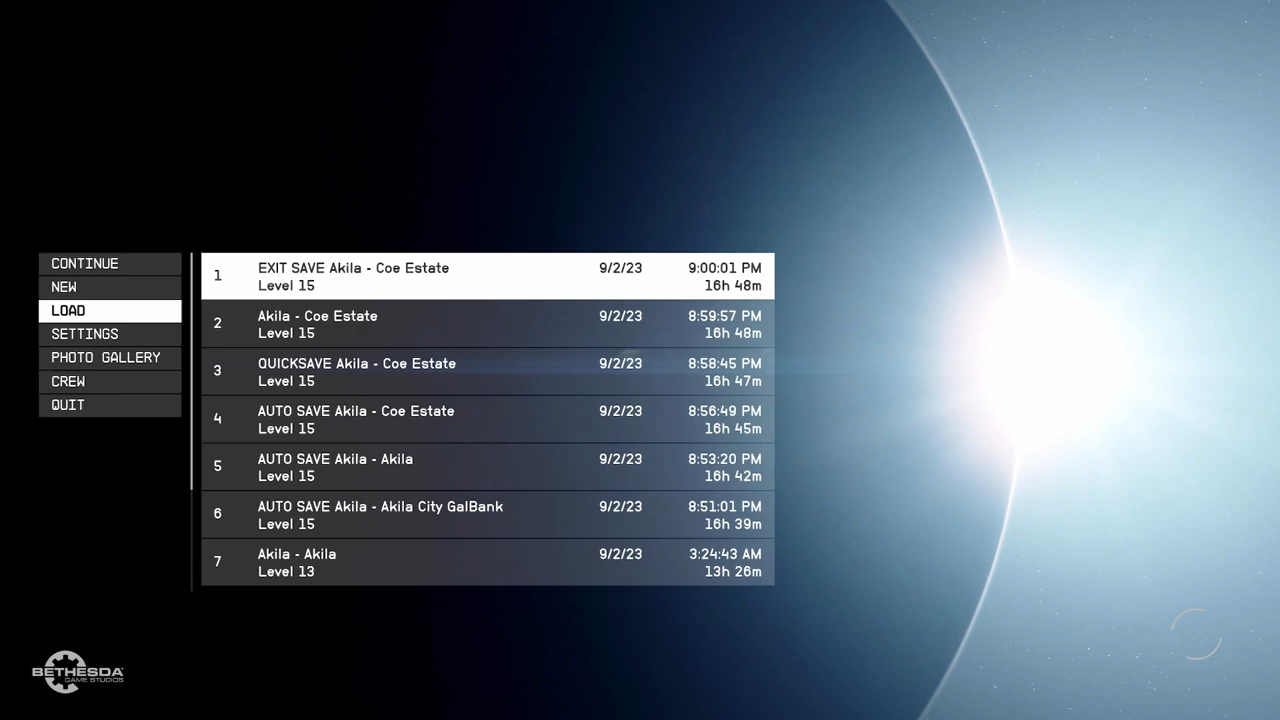 CONTINUE
NEW
LOAD
SETTINGS
PHOTO GALLERY
CREW
QUIT
1
EXIT SAVE Akila - Coe Estate 9/2/23 9:00:01 PM
Level 15 16h 48m
2
Akila - Coe Estate 9/2/23 8:59:57 PM
Level 15 16h 48m
3
QUICKSAVE Akila - Coe Estate 9/2/23 8:58:45 PM
Level 15 16h 47m
4
AUTO SAVE Akila - Coe Estate 9/2/23 8:56:49 PM
Level 15 16h 45m
5
AUTO SAVE Akila - Akila 9/2/23 8:53:20 PM
Level 15 16h 42m
6
AUTO SAVE Akila - Akila City GalBank 9/2/23 8:51:01 PM
Level 15 16h 39m
7
Akila - Akila 9/2/23 3:24:43 AM
Level 13 13h 26m
BETHESDA
GAME STUDIOS